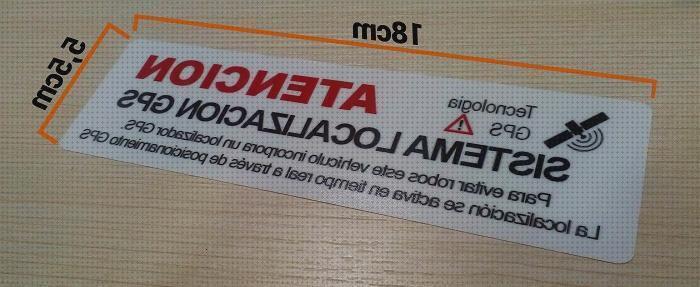 18cm
5,5cm
Tecnologia
GPS
ATENCION
SISTEMA LOCALIZACION GPS
Para evitar robos este vehiculo incorpora un localizador GPS
La localización se activa en tiempo real a través de posicionamiento GPS